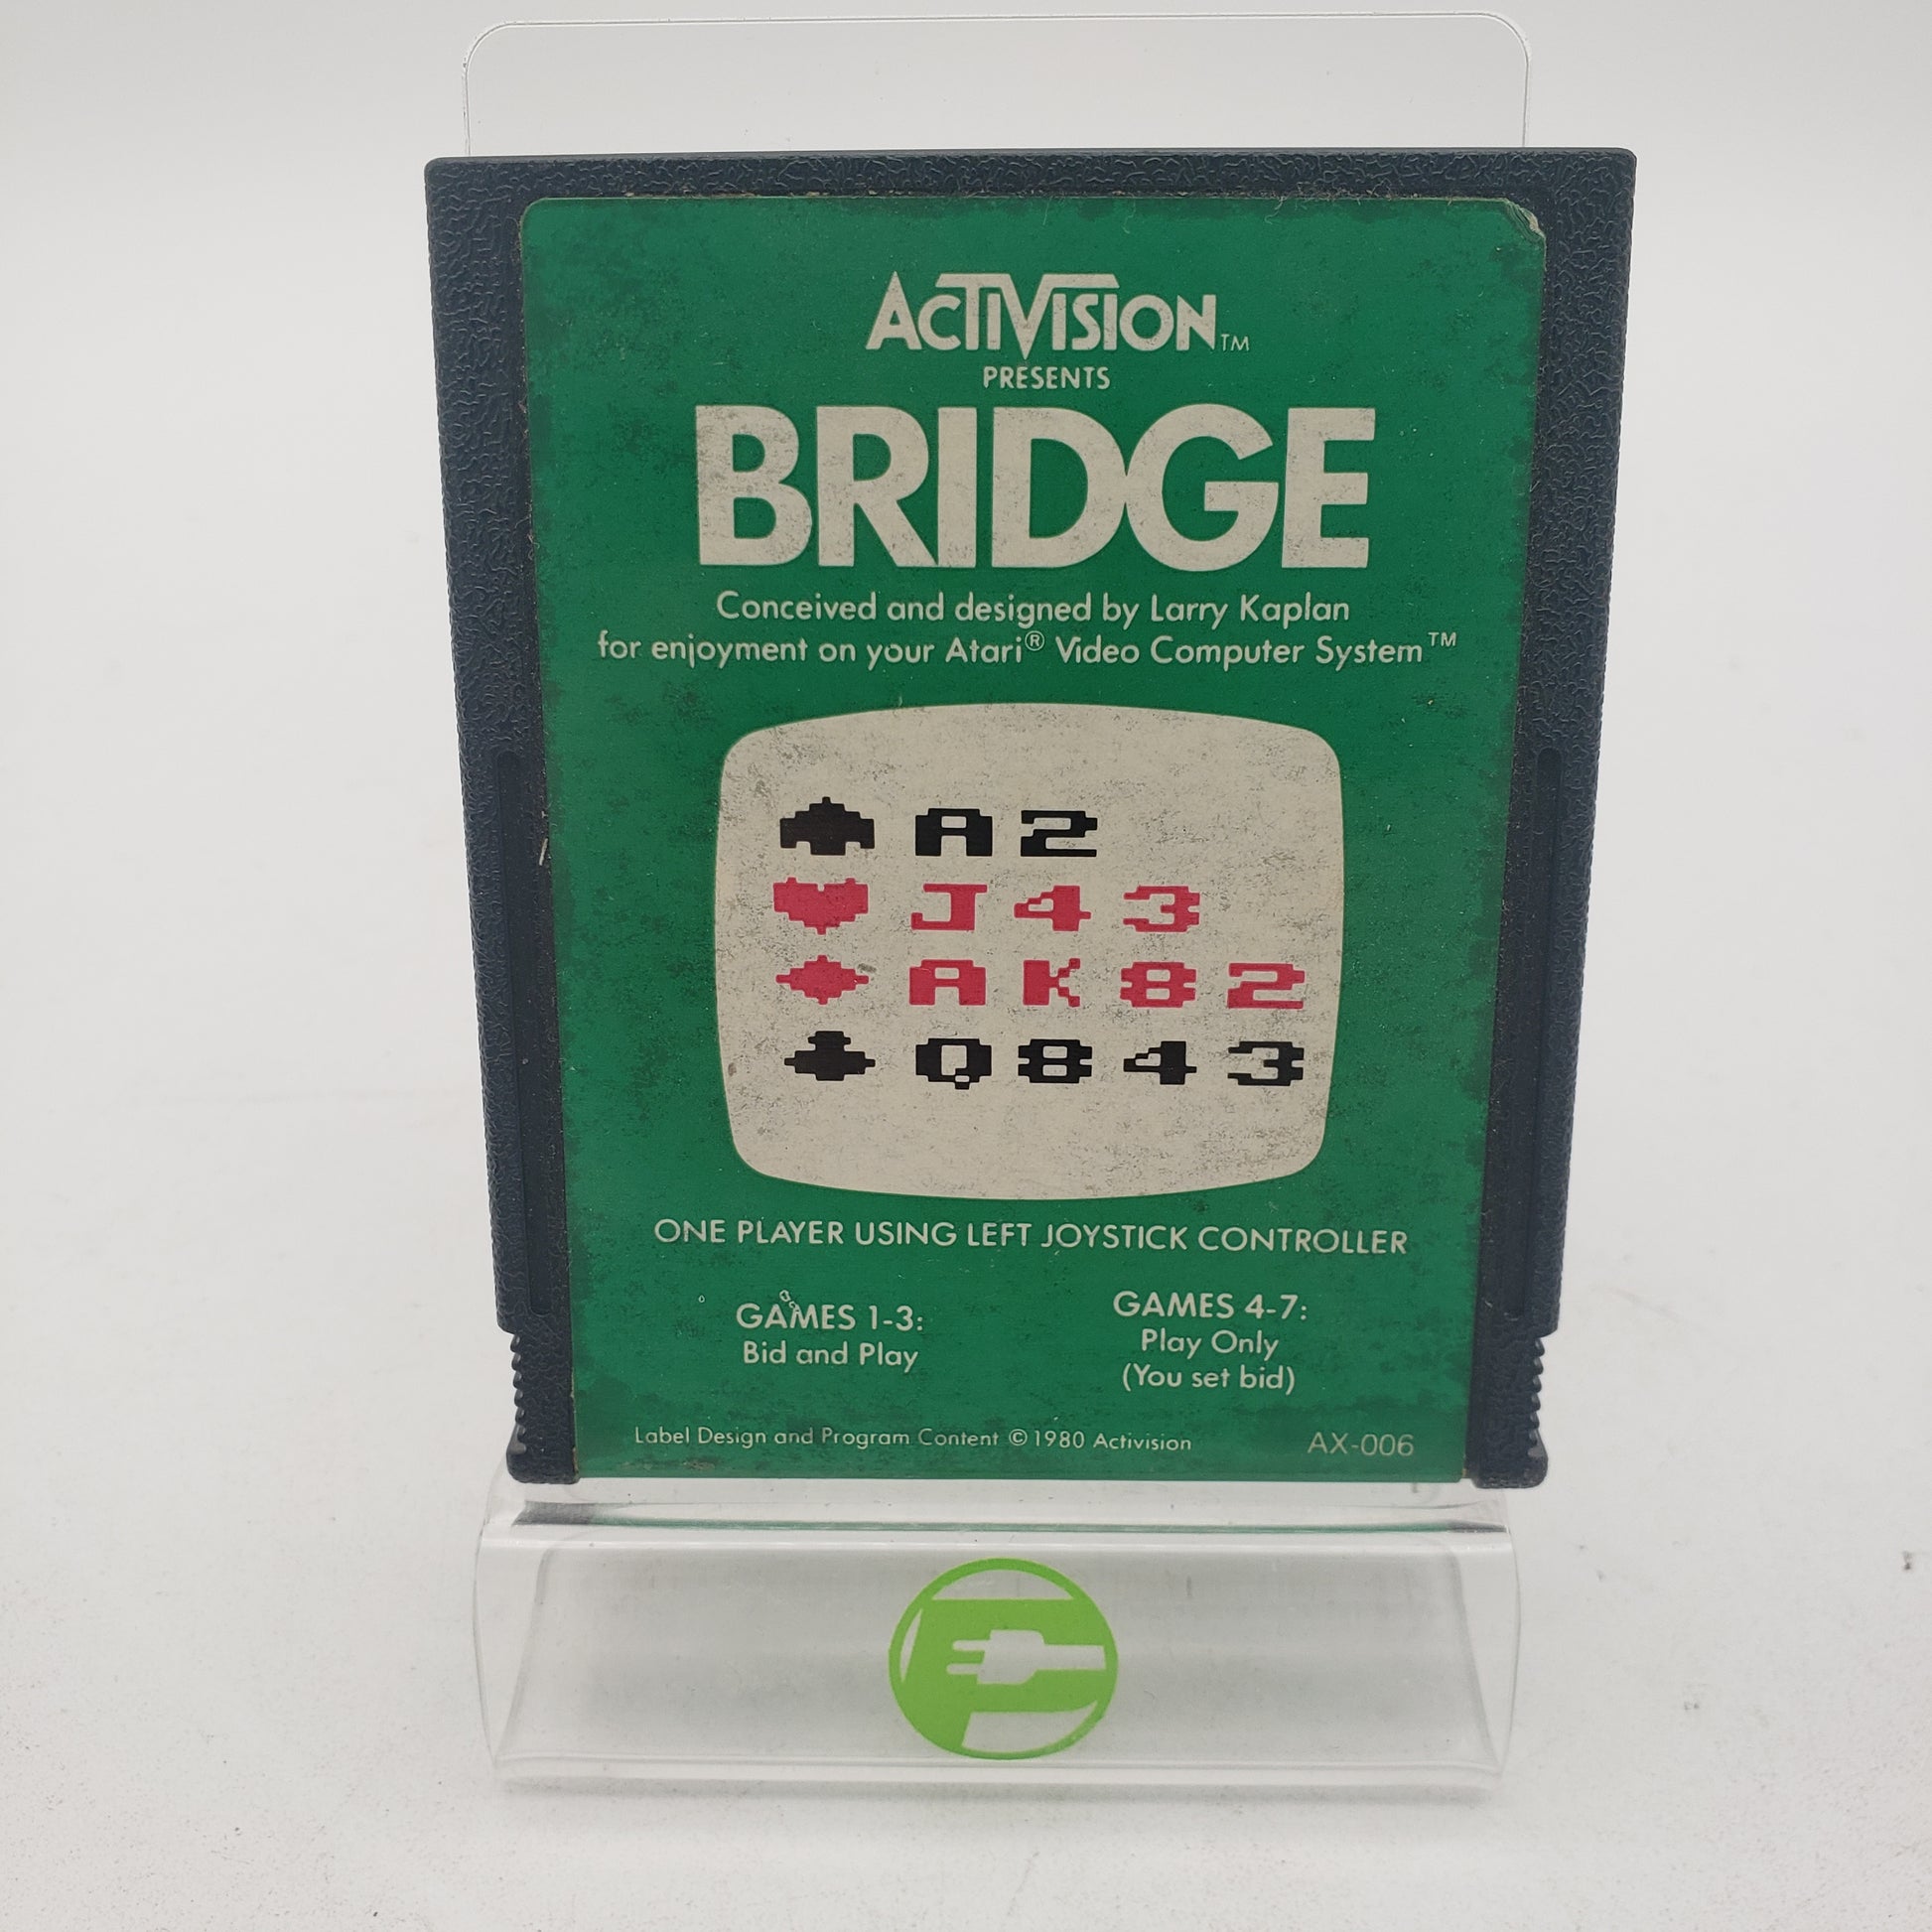 ACTIVISION™
PRESENTS
BRIDGE
Conceived and designed by Larry Kaplan
for enjoyment on your Atari® Video Computer System™
♠ A 2
♥ J 4 3
♦ A K 8 2
♣ Q 8 4 3
ONE PLAYER USING LEFT JOYSTICK CONTROLLER
GAMES 1-3:
Bid and Play
GAMES 4-7:
Play Only
(You set bid)
Label Design and Program Content © 1980 Activision
AX-006